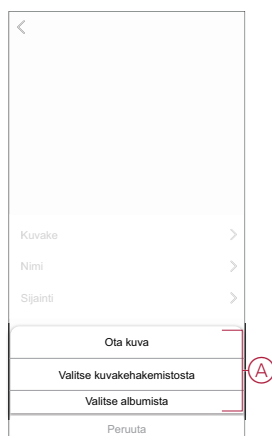 Kuvake
Nimi
Sijainti
Ota kuva
A
Valitse kuvakehakemistosta
Valitse albumista
Peruuta